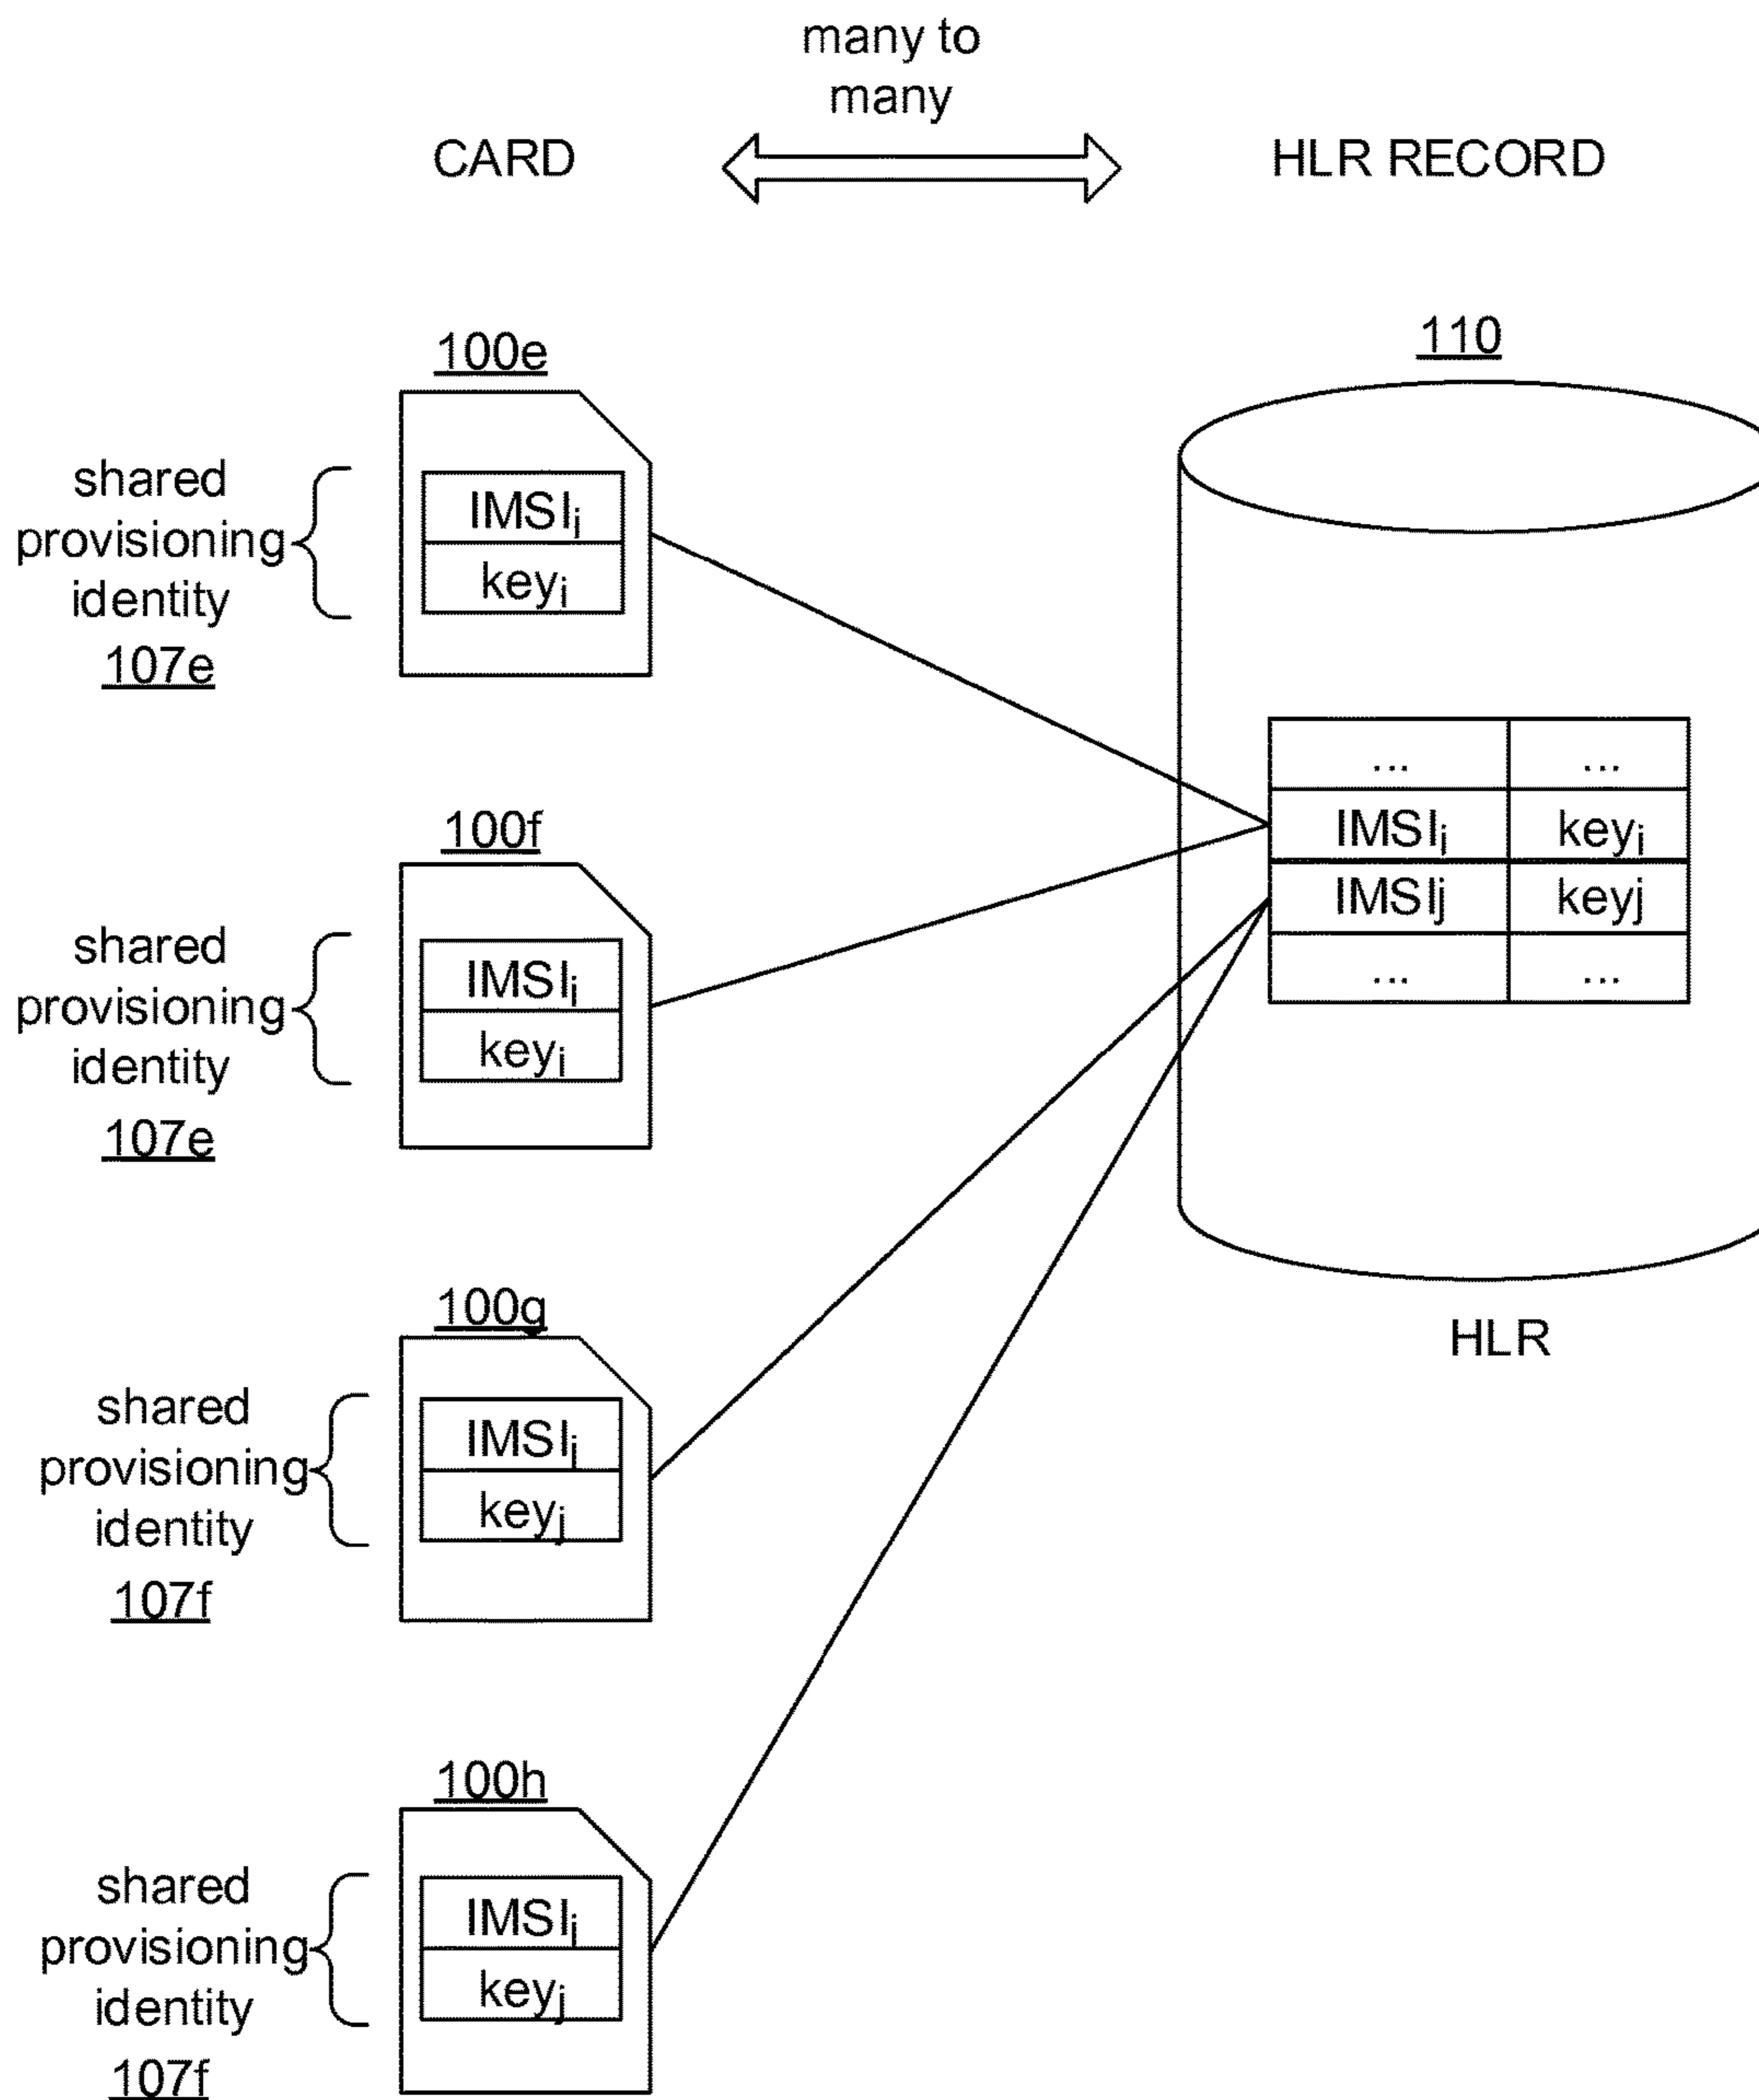 many to
many
CARD
HLR RECORD
100e
110
shared
provisioning
identity
107e
IMSIᵢ
keyᵢ
100f
shared
provisioning
identity
107e
IMSIᵢ
keyᵢ
... ...
IMSIᵢ keyᵢ
IMSIj keyj
... ...
HLR
100g
shared
provisioning
identity
107f
IMSIⱼ
keyⱼ
100h
shared
provisioning
identity
107f
IMSIⱼ
keyⱼ